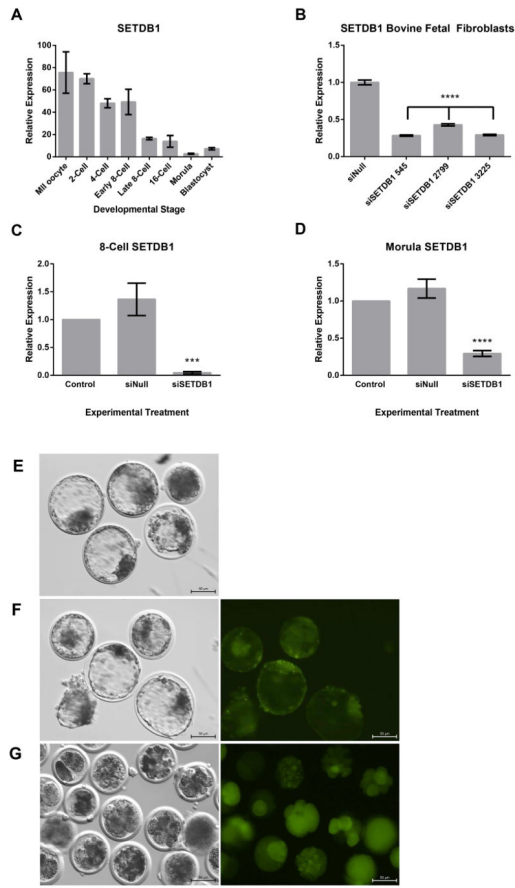 A
SETDB1
Relative Expression
100
80
60
40
20
0
MII oocyte
2-Cell
4-Cell
Early 8-Cell
Late 8-Cell
16-Cell
Morula
Blastocyst
Developmental Stage
B
SETDB1 Bovine Fetal Fibroblasts
Relative Expression
1.5
1.0
0.5
0.0
****
siNull
siSETDB1 545
siSETDB1 2799
siSETDB1 3225
C
8-Cell SETDB1
Relative Expression
2.0
1.5
1.0
0.5
0.0
***
Control
siNull
siSETDB1
Experimental Treatment
D
Morula SETDB1
Relative Expression
1.5
1.0
0.5
0.0
****
Control
siNull
siSETDB1
Experimental Treatment
E
F
G